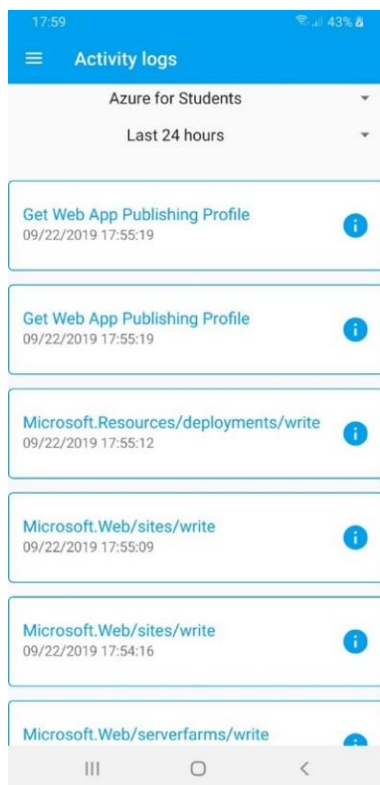 17:59 43%
Activity logs
Azure for Students
Last 24 hours
Get Web App Publishing Profile
09/22/2019 17:55:19
Get Web App Publishing Profile
09/22/2019 17:55:19
Microsoft.Resources/deployments/write
09/22/2019 17:55:12
Microsoft.Web/sites/write
09/22/2019 17:55:09
Microsoft.Web/sites/write
09/22/2019 17:54:16
Microsoft.Web/serverfarms/write